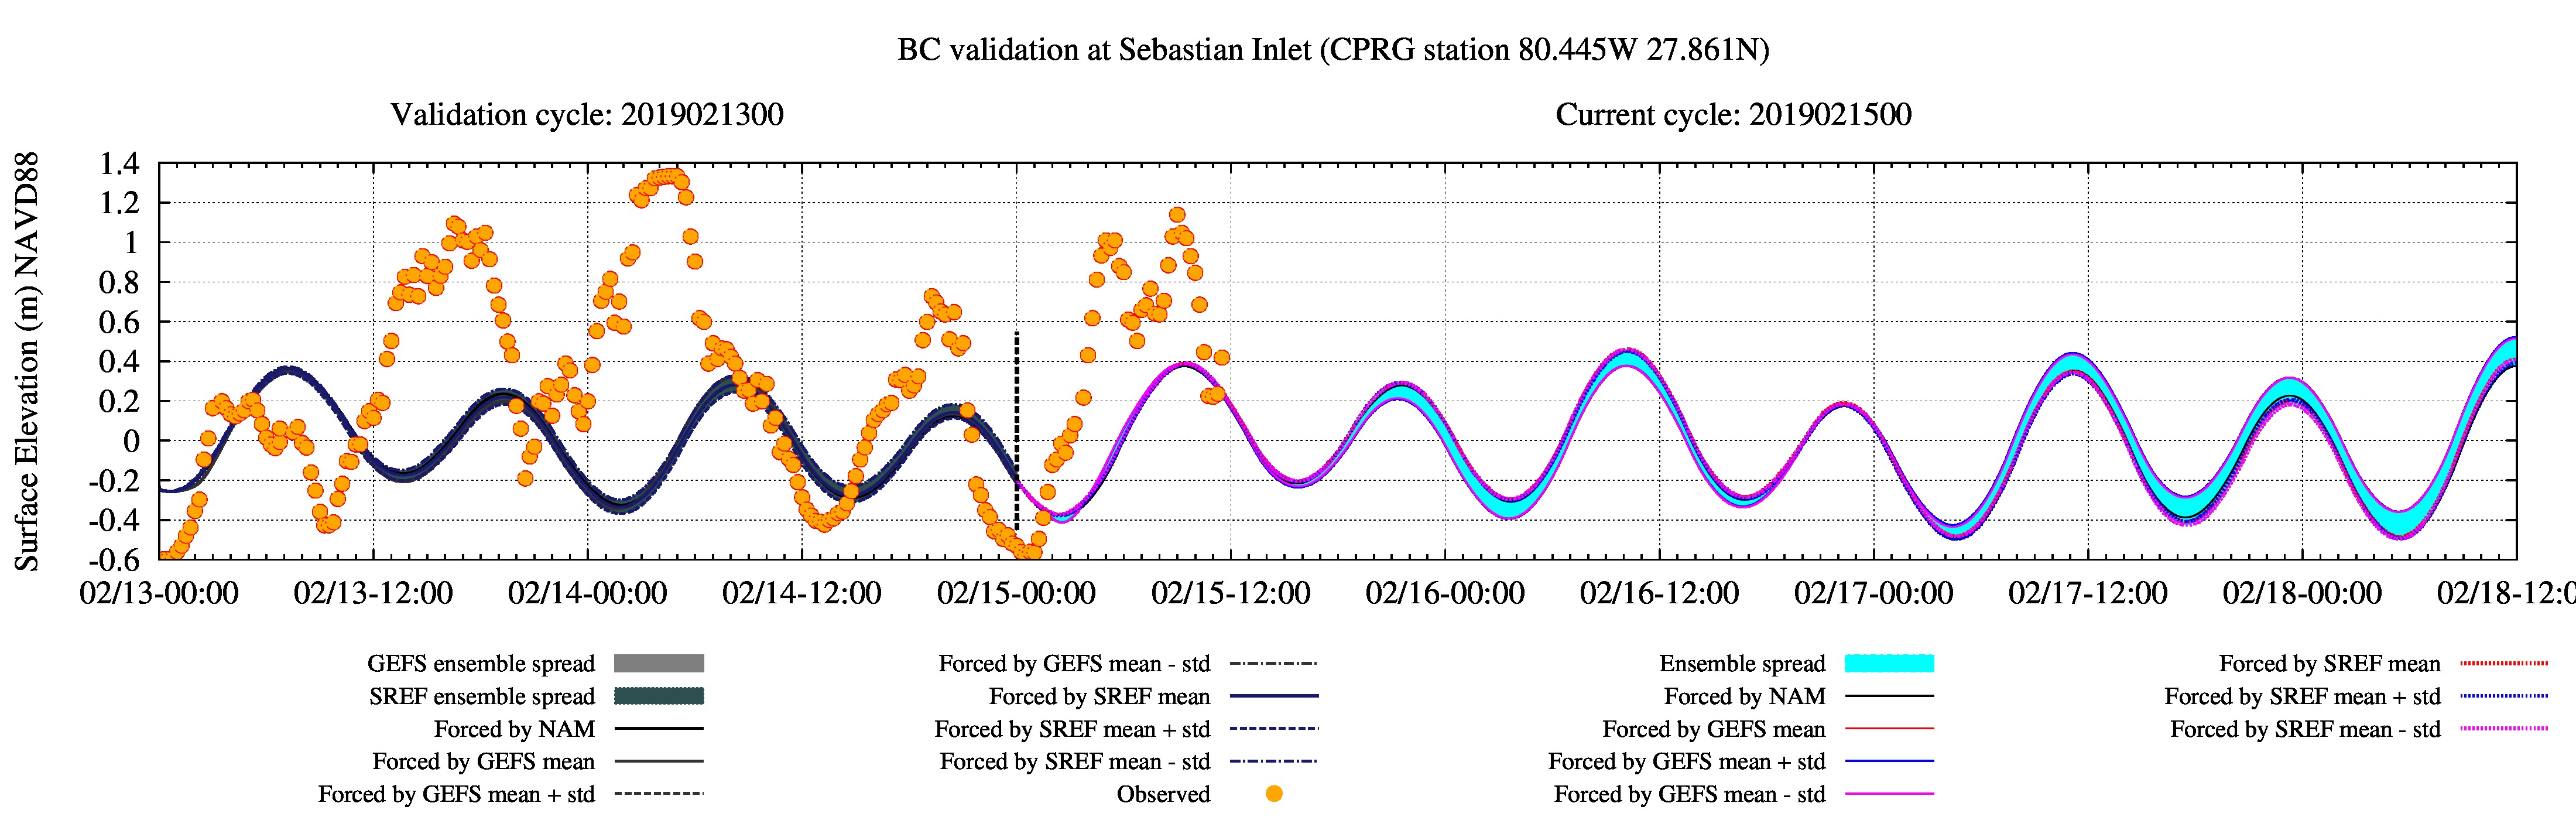 BC validation at Sebastian Inlet (CPRG station 80.445W 27.861N)
Validation cycle: 2019021300
Current cycle: 2019021500
Surface Elevation (m) NAVD88
1.4
1.2
1
0.8
0.6
0.4
0.2
0
-0.2
-0.4
-0.6
02/13-00:00 02/13-12:00 02/14-00:00 02/14-12:00 02/15-00:00 02/15-12:00 02/16-00:00 02/16-12:00 02/17-00:00 02/17-12:00 02/18-00:00 02/18-12:0
GEFS ensemble spread
SREF ensemble spread
Forced by NAM
Forced by GEFS mean
Forced by GEFS mean + std
Forced by GEFS mean - std
Forced by SREF mean
Forced by SREF mean + std
Forced by SREF mean - std
Observed
Ensemble spread
Forced by NAM
Forced by GEFS mean
Forced by GEFS mean + std
Forced by GEFS mean - std
Forced by SREF mean
Forced by SREF mean + std
Forced by SREF mean - std